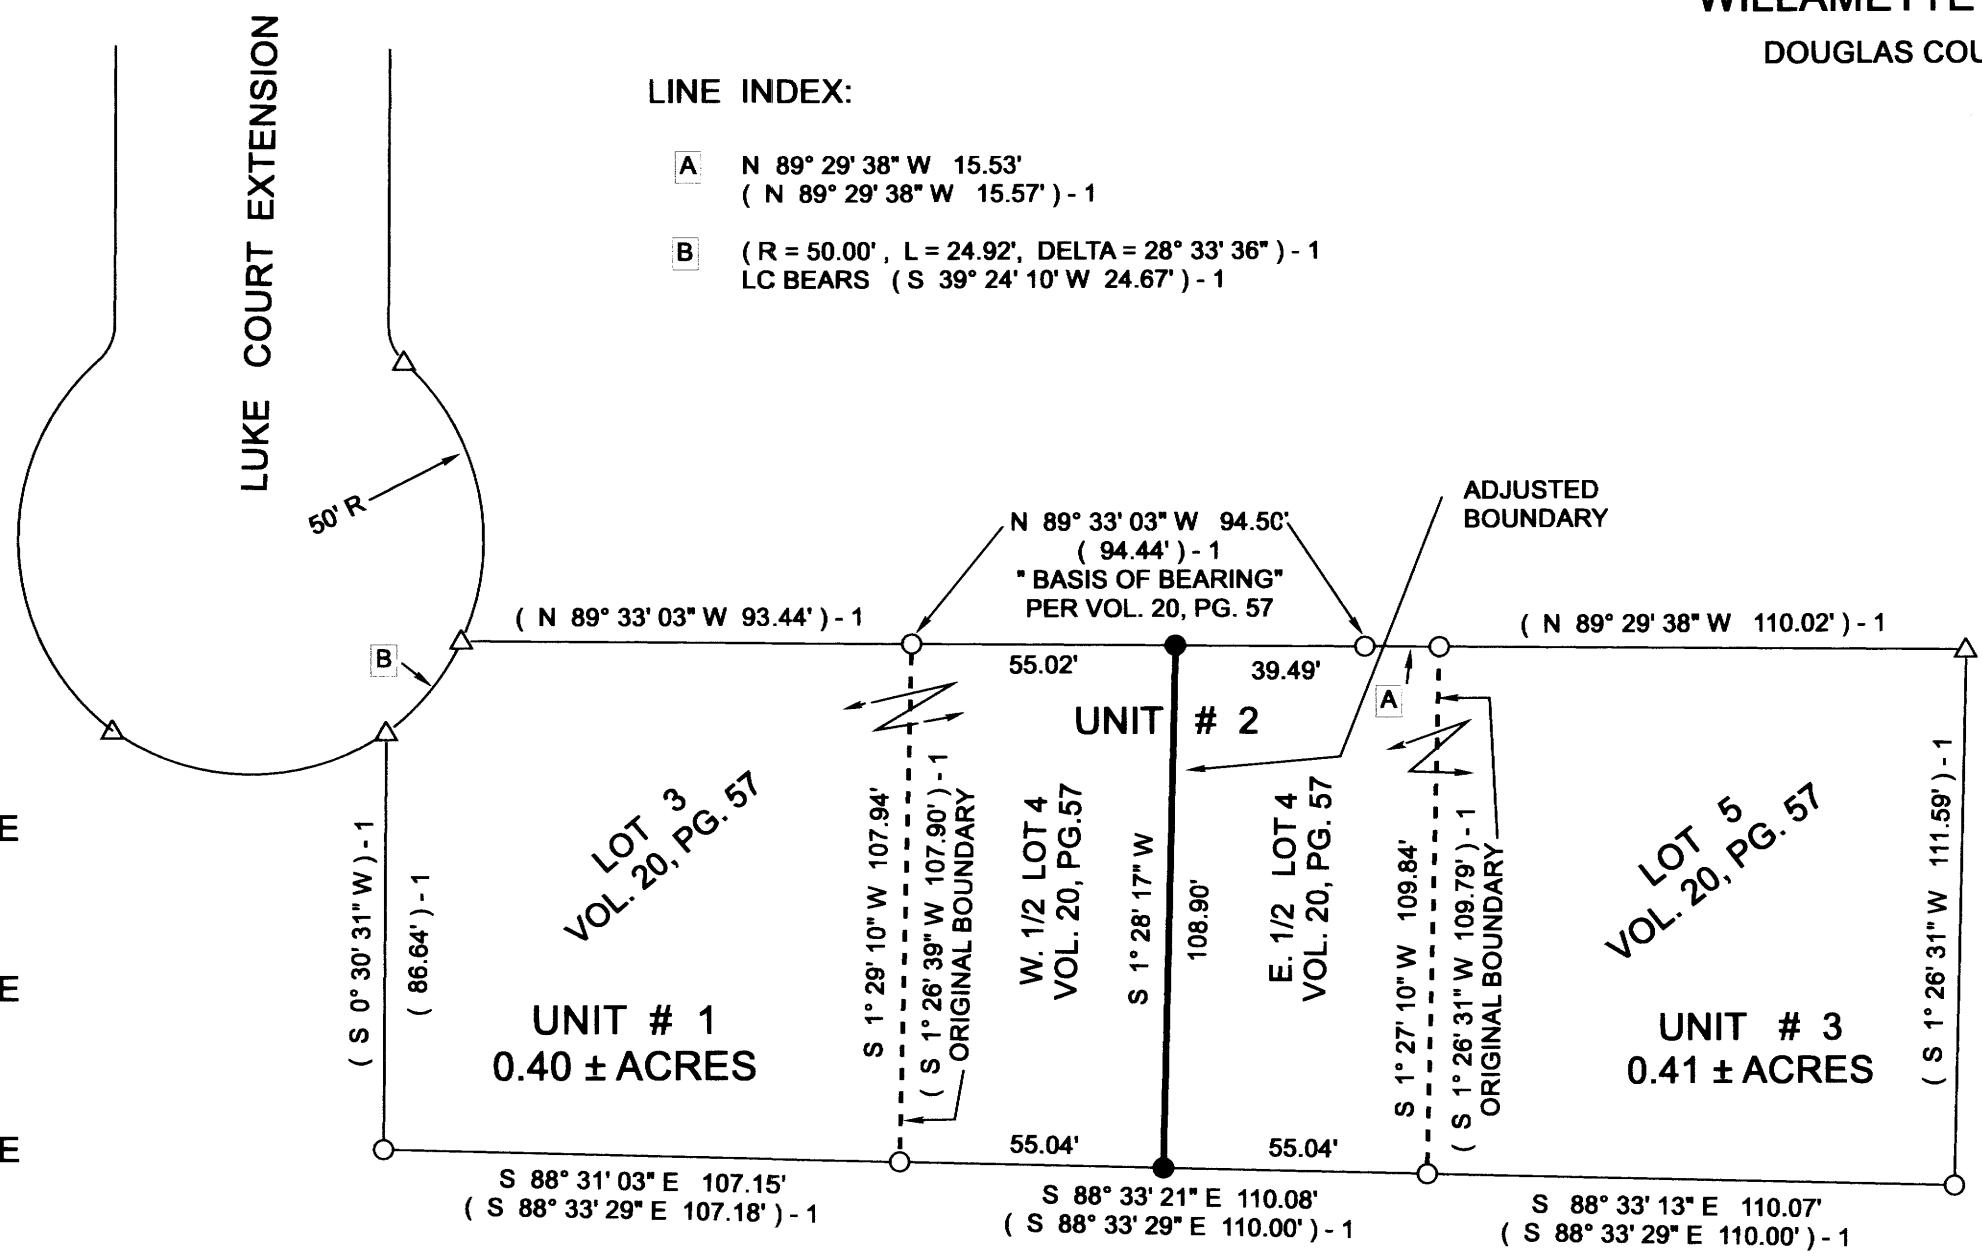 WILLAMETTE
DOUGLAS COU
LUKE COURT EXTENSION
LINE INDEX:
A N 89° 29' 38" W 15.53'
( N 89° 29' 38" W 15.57' ) - 1
B ( R = 50.00' , L = 24.92', DELTA = 28° 33' 36" ) - 1
LC BEARS ( S 39° 24' 10' W 24.67' ) - 1
50' R
ADJUSTED
BOUNDARY
N 89° 33' 03" W 94.50'
( 94.44' ) - 1
" BASIS OF BEARING"
PER VOL. 20, PG. 57
( N 89° 33' 03" W 93.44' ) - 1
( N 89° 29' 38" W 110.02' ) - 1
B
55.02'
39.49'
A
UNIT # 2
( S 0° 30' 31" W ) - 1
( 86.64' ) - 1
LOT 3
VOL. 20, PG. 57
UNIT # 1
0.40 ± ACRES
S 1° 29' 10" W 107.94'
( S 1° 26' 39" W 107.90' ) - 1
ORIGINAL BOUNDARY
W. 1/2 LOT 4
VOL. 20, PG.57
S 1° 28' 17" W
108.90'
E. 1/2 LOT 4
VOL. 20, PG. 57
S 1° 27' 10" W 109.84'
( S 1° 26' 31" W 109.79' ) - 1
ORIGINAL BOUNDARY
LOT 5
VOL. 20, PG. 57
UNIT # 3
0.41 ± ACRES
( S 1° 26' 31" W 111.59' ) - 1
E
E
E
55.04'
55.04'
S 88° 31' 03" E 107.15'
( S 88° 33' 29" E 107.18' ) - 1
S 88° 33' 21" E 110.08'
( S 88° 33' 29" E 110.00' ) - 1
S 88° 33' 13" E 110.07'
( S 88° 33' 29" E 110.00' ) - 1